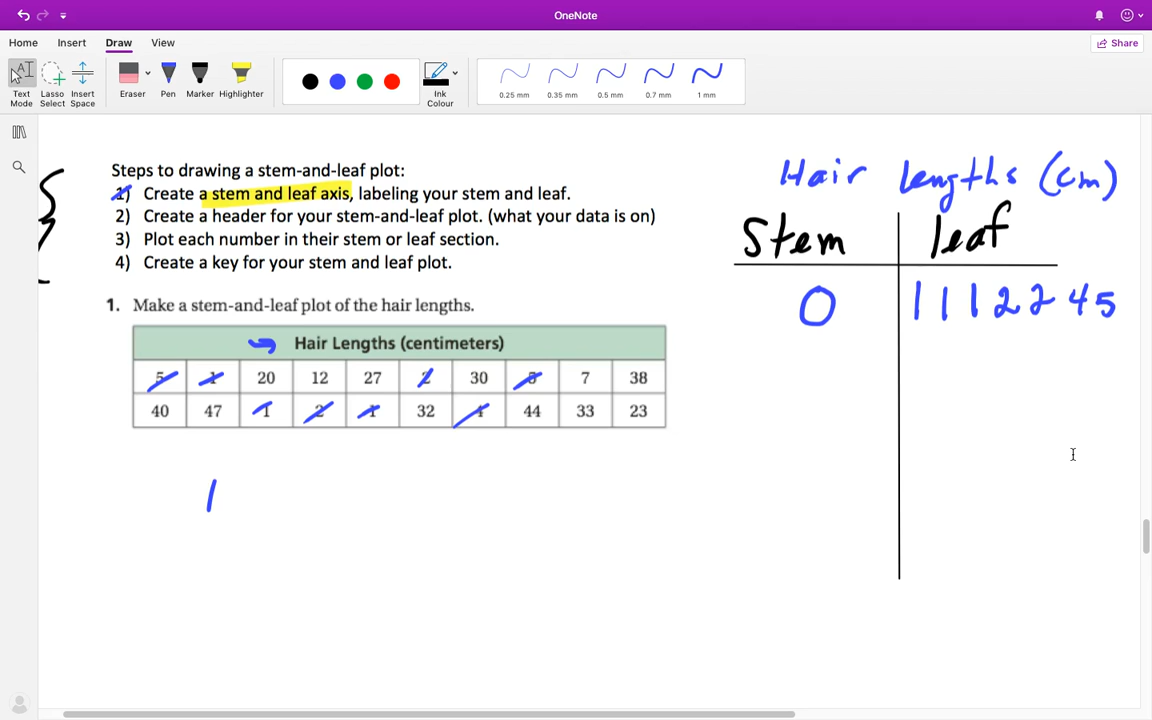 OneNote
Home Insert Draw View
Share
Text Mode Lasso Select Insert Space Eraser Pen Marker Highlighter Ink Colour 0.25 mm 0.35 mm 0.5 mm 0.7 mm 1 mm
Steps to drawing a stem-and-leaf plot:
1) Create a stem and leaf axis, labeling your stem and leaf.
2) Create a header for your stem-and-leaf plot. (what your data is on)
3) Plot each number in their stem or leaf section.
4) Create a key for your stem and leaf plot.
1. Make a stem-and-leaf plot of the hair lengths.
Hair Lengths (centimeters)
5 1 20 12 27 2 30 5 7 38
40 47 1 2 1 32 4 44 33 23
1
Hair lengths (cm)
Stem leaf
0 1 1 1 2 2 4 5